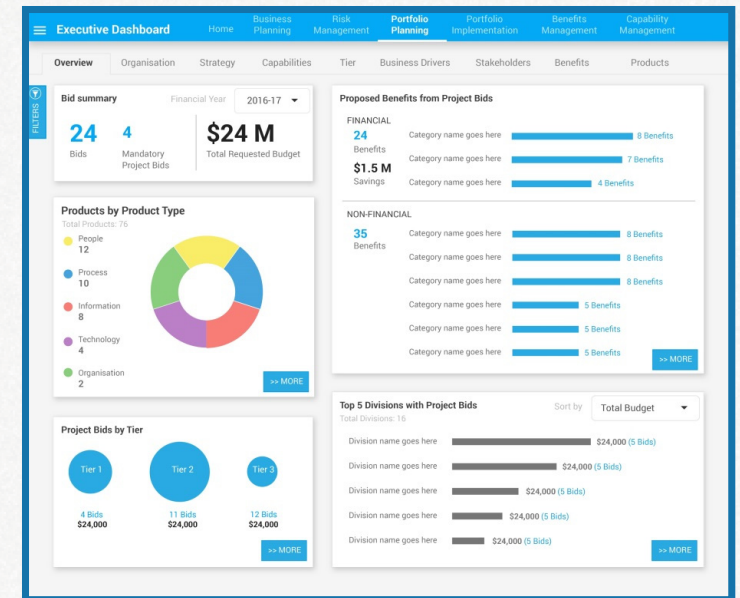 Executive Dashboard
Home
Business Planning
Risk Management
Portfolio Planning
Portfolio Implementation
Benefits Management
Capability Management
Overview Organisation Strategy Capabilities Tier Business Drivers Stakeholders Benefits Products
FILTERS
Bid summary
Financial Year 2016-17
24
Bids
4
Mandatory
Project Bids
$24 M
Total Requested Budget
Products by Product Type
Total Products: 76
People
12
Process
10
Information
8
Technology
4
Organisation
2
>> MORE
Project Bids by Tier
Tier 1 Tier 2 Tier 3
4 Bids 11 Bids 12 Bids
$24,000 $24,000 $24,000
>> MORE
Proposed Benefits from Project Bids
FINANCIAL
24
Benefits
$1.5 M
Savings
Category name goes here 8 Benefits
Category name goes here 7 Benefits
Category name goes here 4 Benefits
NON-FINANCIAL
35
Benefits
Category name goes here 8 Benefits
Category name goes here 8 Benefits
Category name goes here 8 Benefits
Category name goes here 5 Benefits
Category name goes here 5 Benefits
Category name goes here 5 Benefits
>> MORE
Top 5 Divisions with Project Bids
Total Divisions: 16
Sort by Total Budget
Division name goes here $24,000 (5 Bids)
Division name goes here $24,000 (5 Bids)
Division name goes here $24,000 (5 Bids)
Division name goes here $24,000 (5 Bids)
Division name goes here $24,000 (5 Bids)
>> MORE